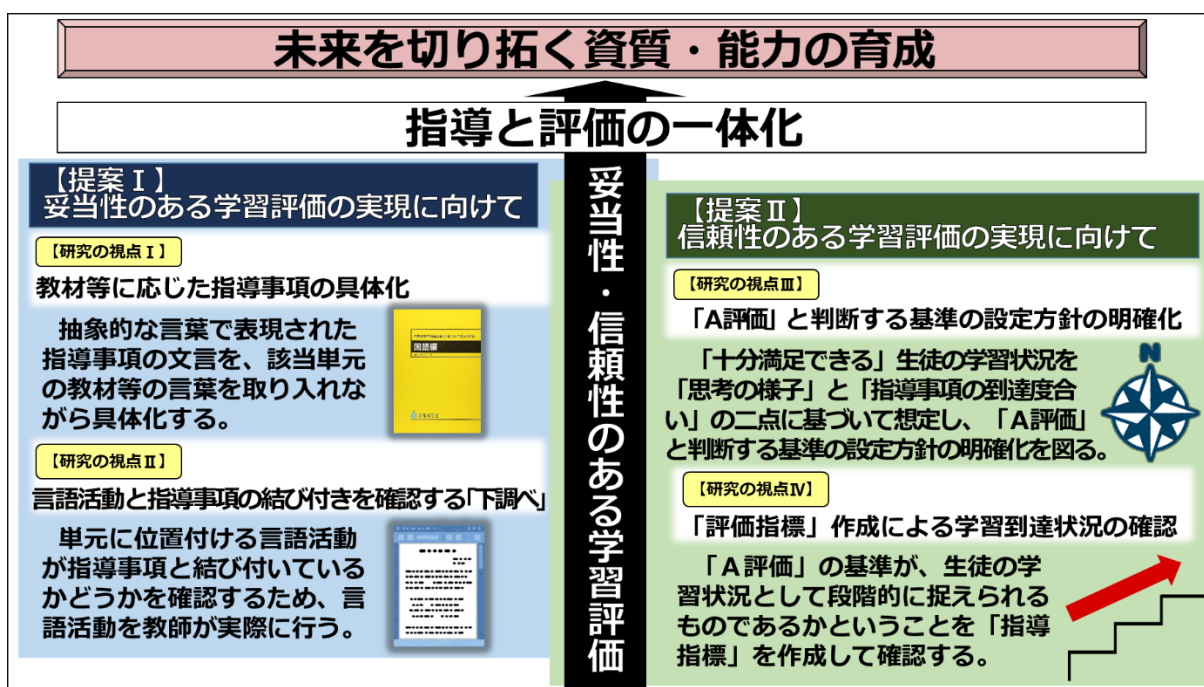 未来を切り拓く資質・能力の育成
指導と評価の一体化
妥当性・信頼性のある学習評価
【提案Ⅰ】
妥当性のある学習評価の実現に向けて
【研究の視点Ⅰ】
教材等に応じた指導事項の具体化
抽象的な言葉で表現された
指導事項の文言を、該当単元
の教材等の言葉を取り入れな
がら具体化する。
国語編
【研究の視点Ⅱ】
言語活動と指導事項の結び付きを確認する「下調べ」
単元に位置付ける言語活動
が指導事項と結び付いている
かどうかを確認するため、言
語活動を教師が実際に行う。
【提案Ⅱ】
信頼性のある学習評価の実現に向けて
【研究の視点Ⅲ】
「A評価」と判断する基準の設定方針の明確化
「十分満足できる」生徒の学習状況を
「思考の様子」と「指導事項の到達度合
い」の二点に基づいて想定し、「A評価」
と判断する基準の設定方針の明確化を図る。
N
【研究の視点Ⅳ】
「評価指標」作成による学習到達状況の確認
「A評価」の基準が、生徒の学
習状況として段階的に捉えられる
ものであるかということを「指導
指標」を作成して確認する。